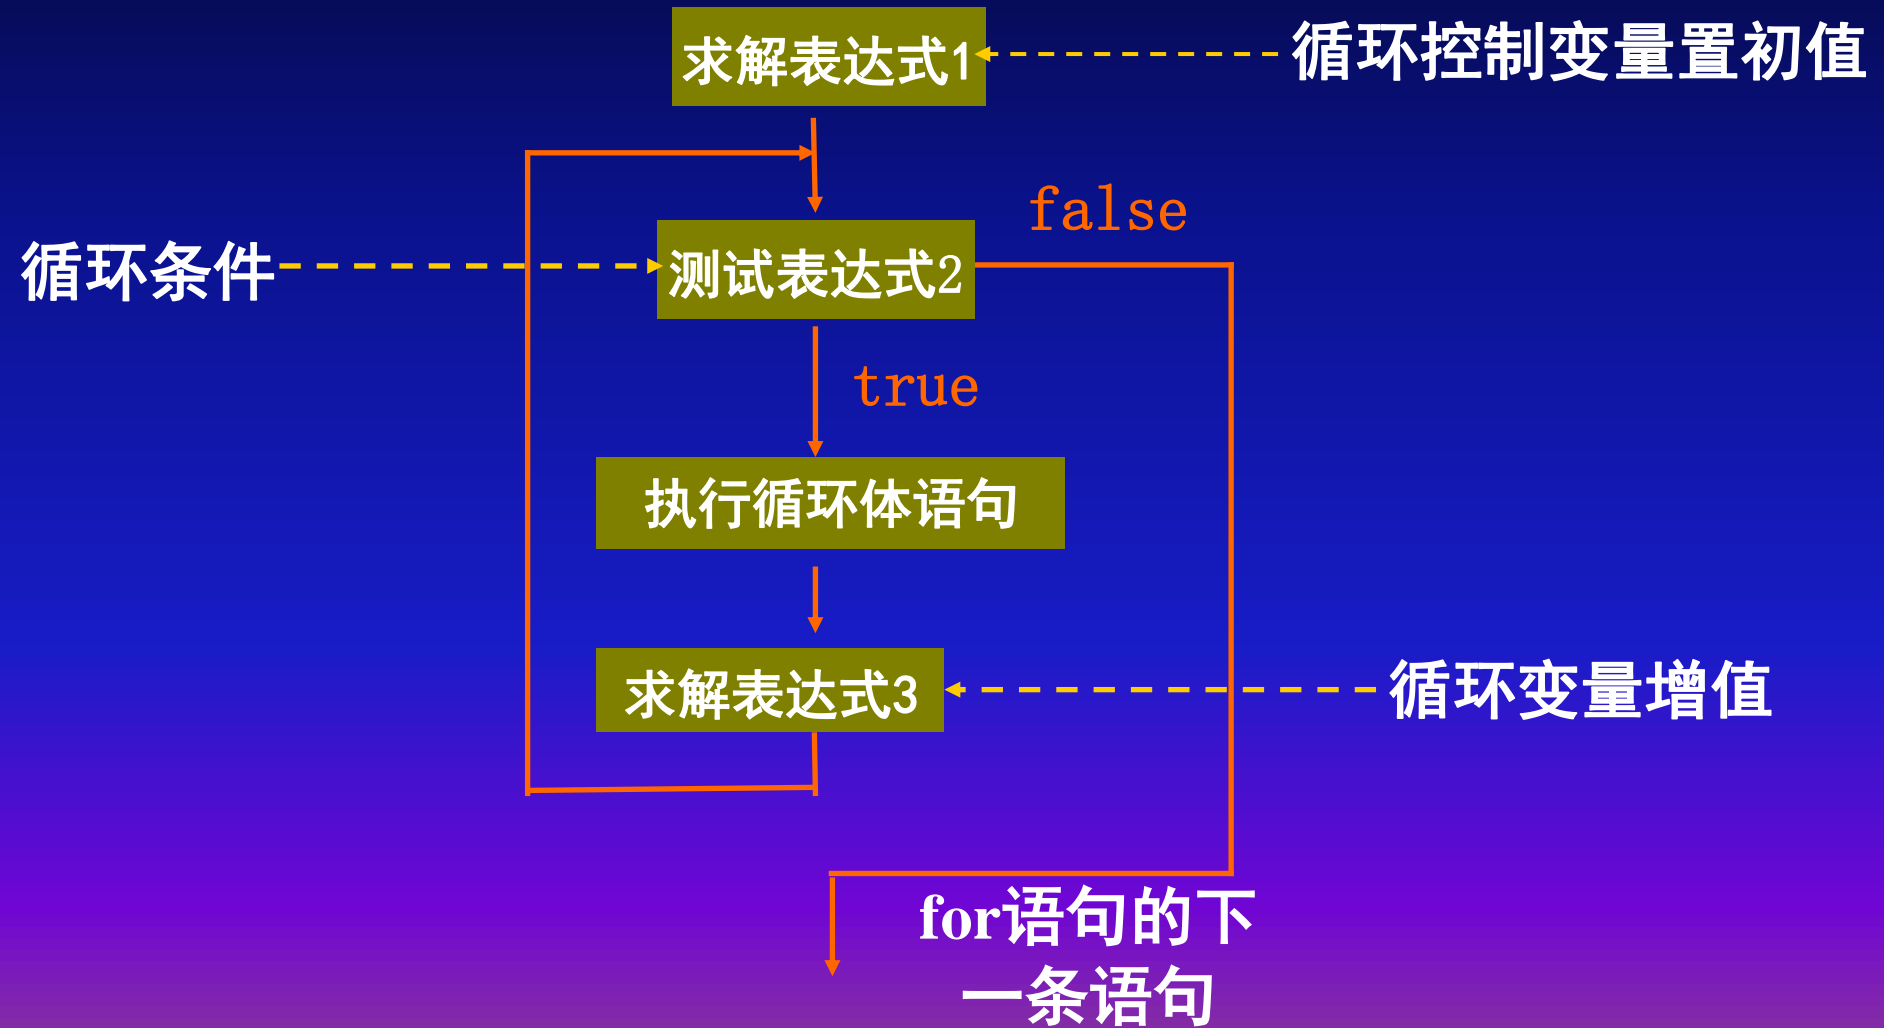 求解表达式1
循环控制变量置初值
false
循环条件
测试表达式2
true
执行循环体语句
求解表达式3
循环变量增值
for语句的下
一条语句